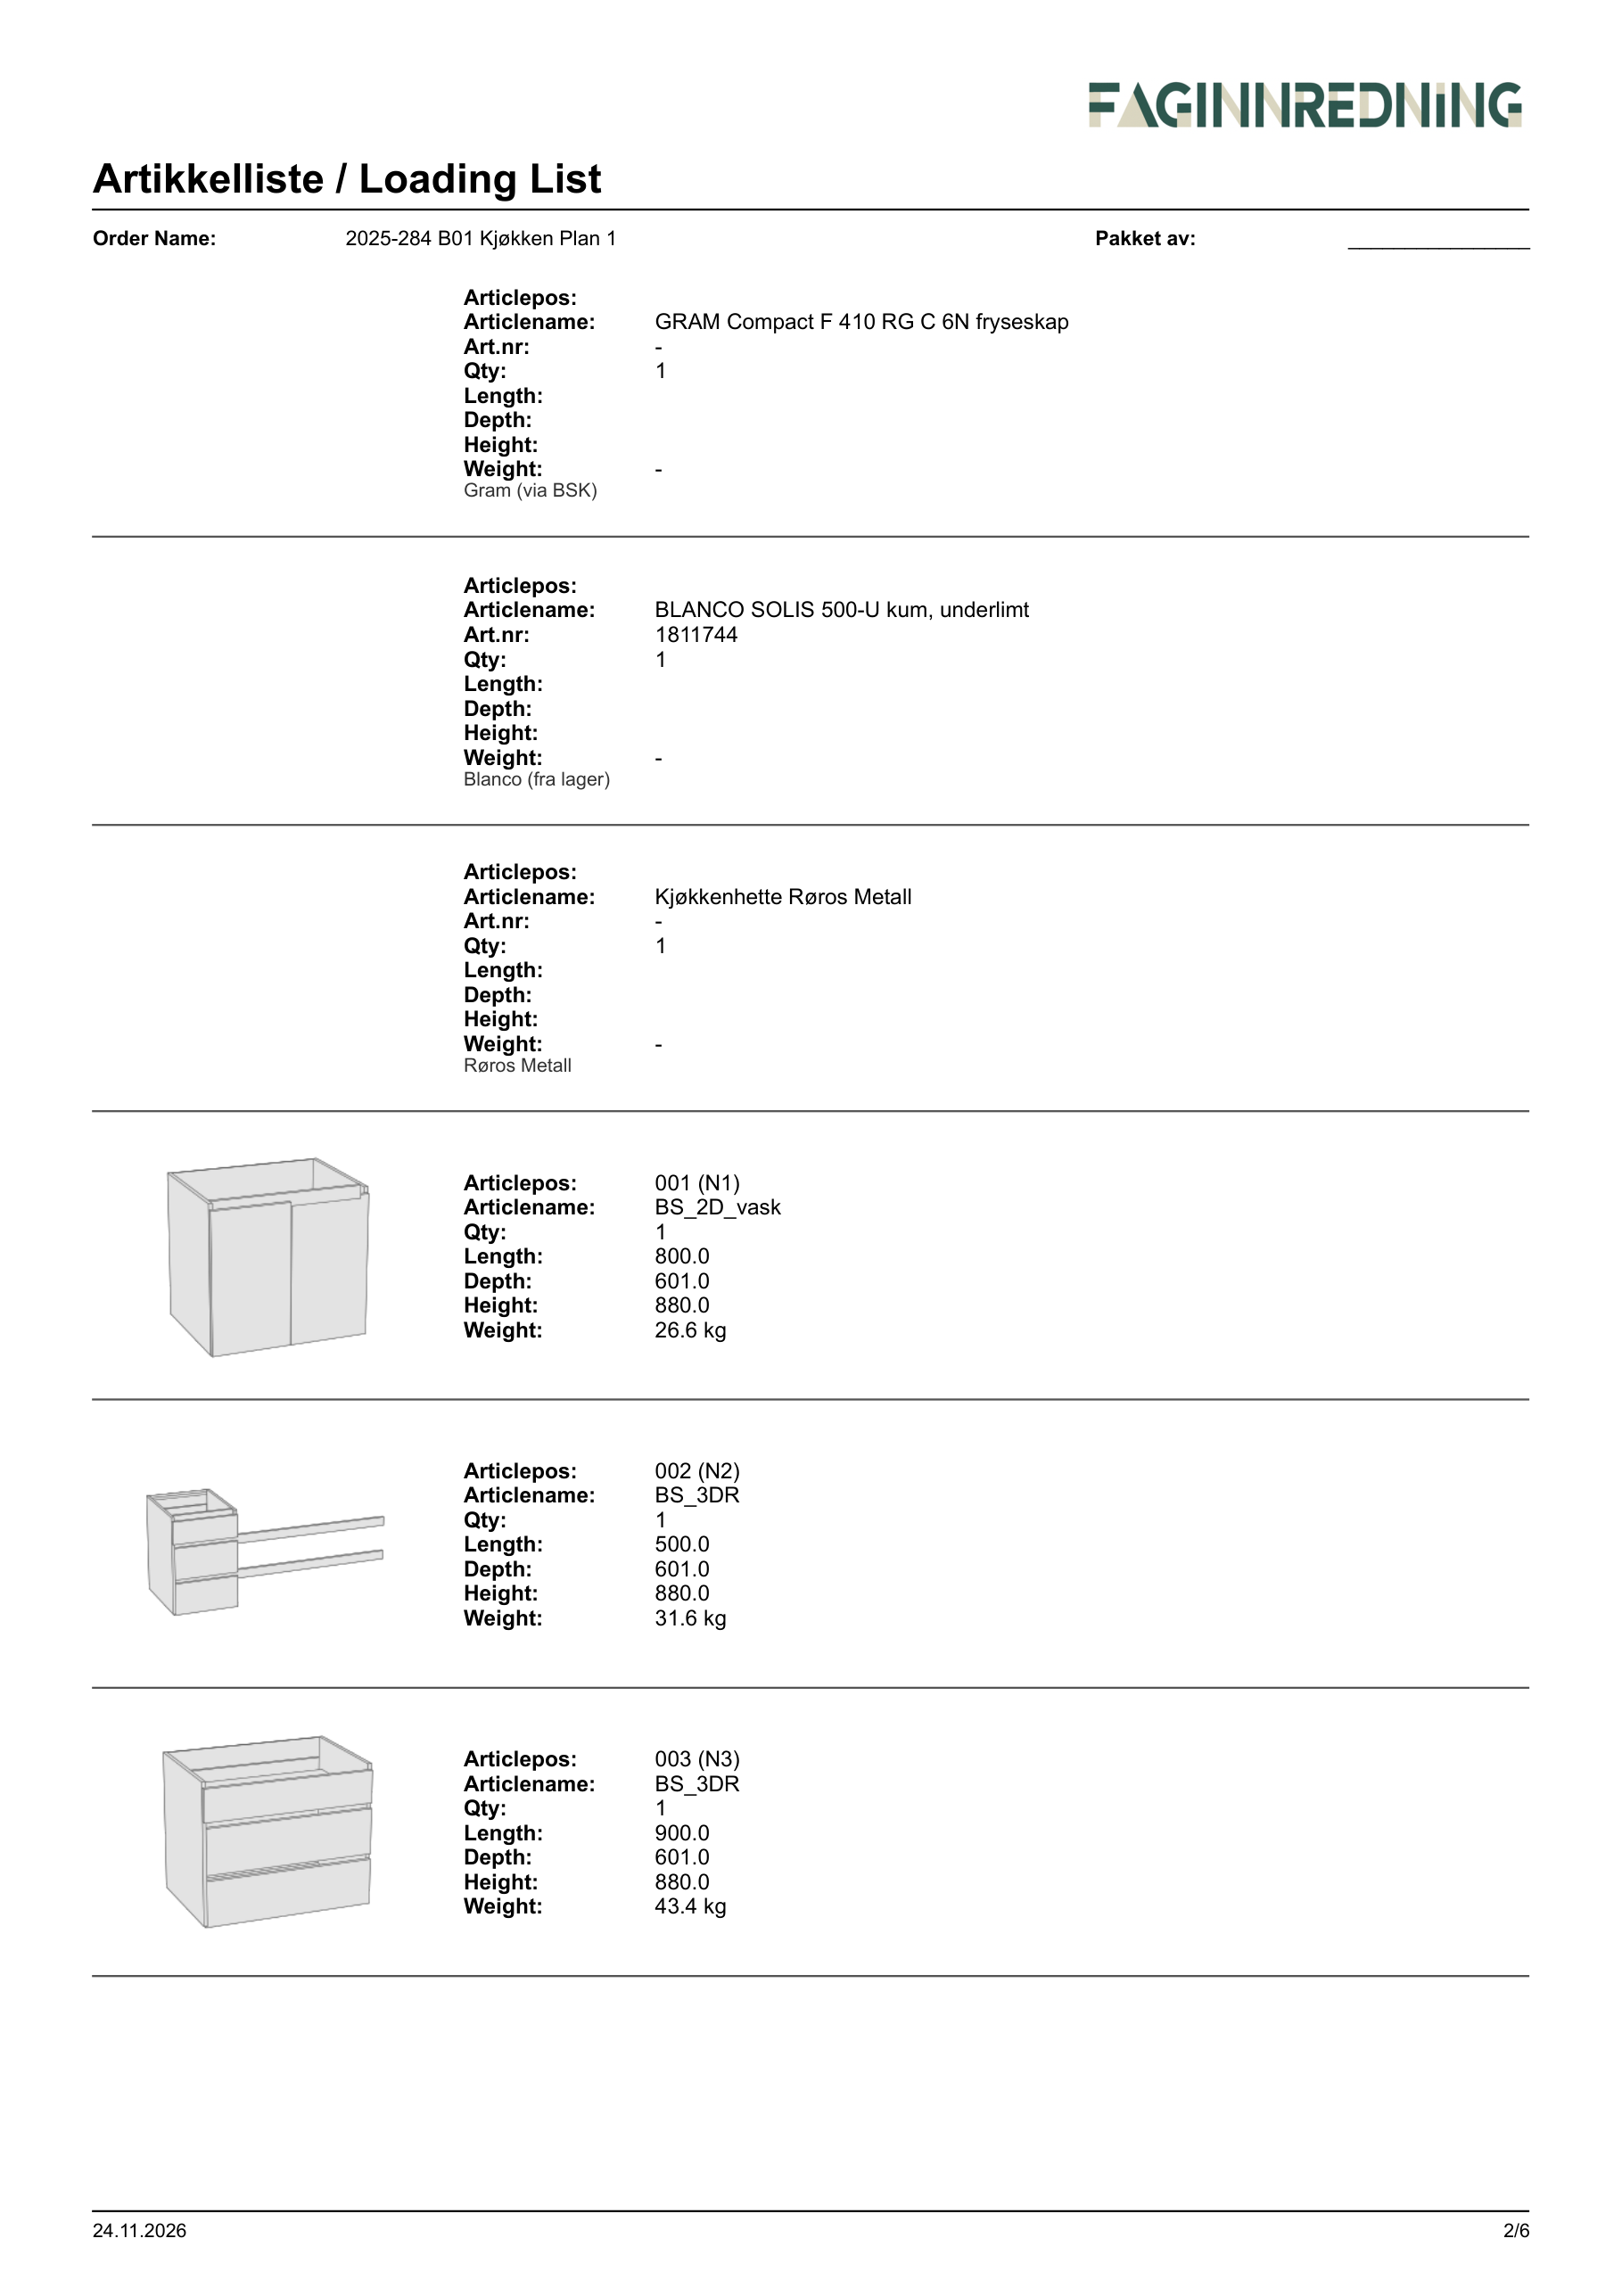 FAGINNREDNING
Artikkelliste / Loading List
Order Name: 2025-284 B01 Kjøkken Plan 1 Pakket av: ________________
Articlepos:
Articlename: GRAM Compact F 410 RG C 6N fryseskap
Art.nr: -
Qty: 1
Length:
Depth:
Height:
Weight: -
Gram (via BSK)
Articlepos:
Articlename: BLANCO SOLIS 500-U kum, underlimt
Art.nr: 1811744
Qty: 1
Length:
Depth:
Height:
Weight: -
Blanco (fra lager)
Articlepos:
Articlename: Kjøkkenhette Røros Metall
Art.nr: -
Qty: 1
Length:
Depth:
Height:
Weight: -
Røros Metall
Articlepos: 001 (N1)
Articlename: BS_2D_vask
Qty: 1
Length: 800.0
Depth: 601.0
Height: 880.0
Weight: 26.6 kg
Articlepos: 002 (N2)
Articlename: BS_3DR
Qty: 1
Length: 500.0
Depth: 601.0
Height: 880.0
Weight: 31.6 kg
Articlepos: 003 (N3)
Articlename: BS_3DR
Qty: 1
Length: 900.0
Depth: 601.0
Height: 880.0
Weight: 43.4 kg
24.11.2026 2/6